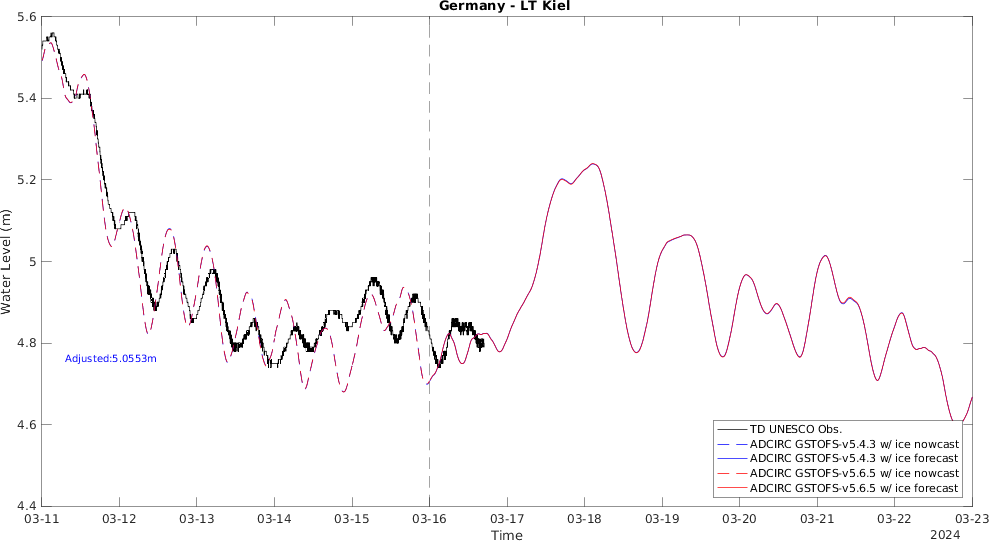 Germany - LT Kiel
5.6
5.4
5.2
5
4.8
4.6
4.4
Water Level (m)
Adjusted:5.0553m
TD UNESCO Obs.
ADCIRC GSTOFS-v5.4.3 w/ ice nowcast
ADCIRC GSTOFS-v5.4.3 w/ ice forecast
ADCIRC GSTOFS-v5.6.5 w/ ice nowcast
ADCIRC GSTOFS-v5.6.5 w/ ice forecast
03-11 03-12 03-13 03-14 03-15 03-16 03-17 03-18 03-19 03-20 03-21 03-22 03-23
Time
2024